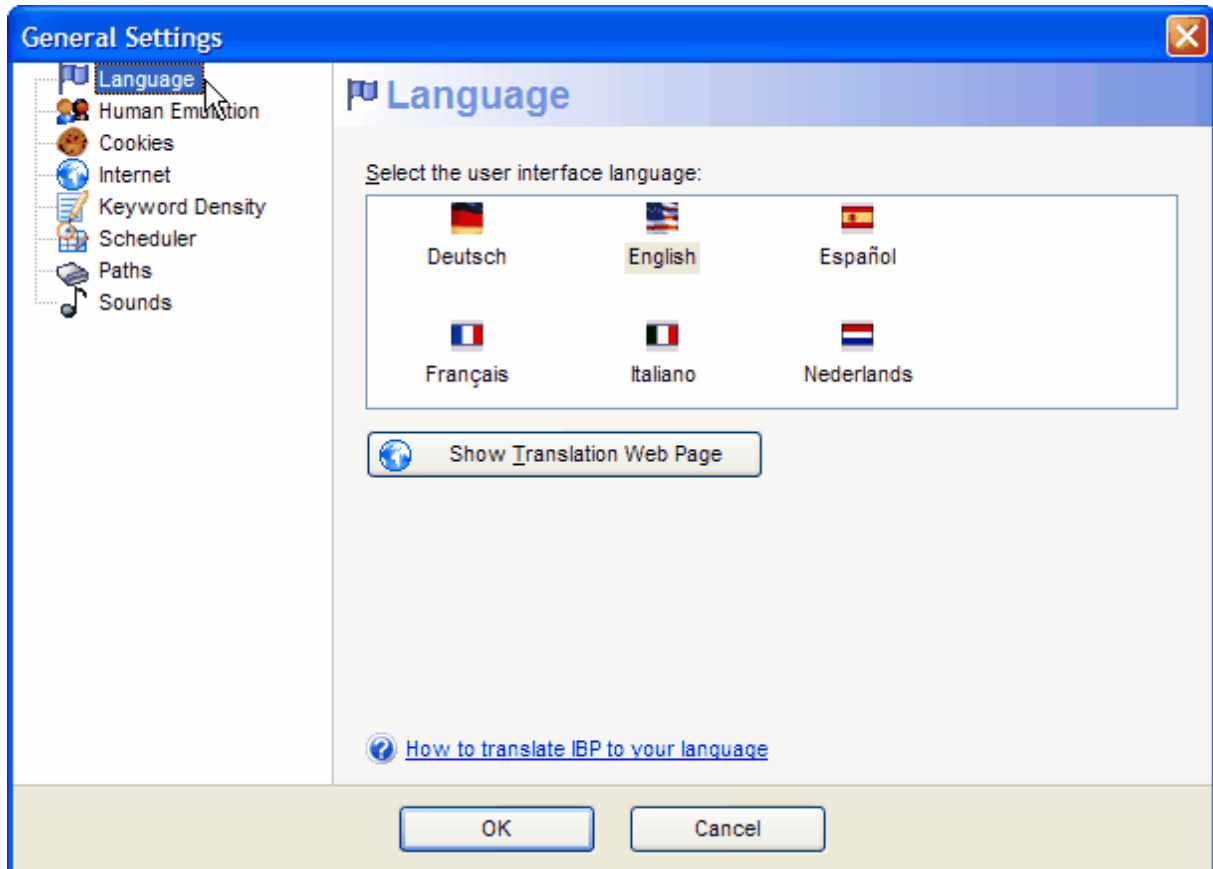 General Settings
Language
Human Emulation
Cookies
Internet
Keyword Density
Scheduler
Paths
Sounds
Language
Select the user interface language:
Deutsch English Español
Français Italiano Nederlands
Show Translation Web Page
How to translate IBP to your language
OK Cancel